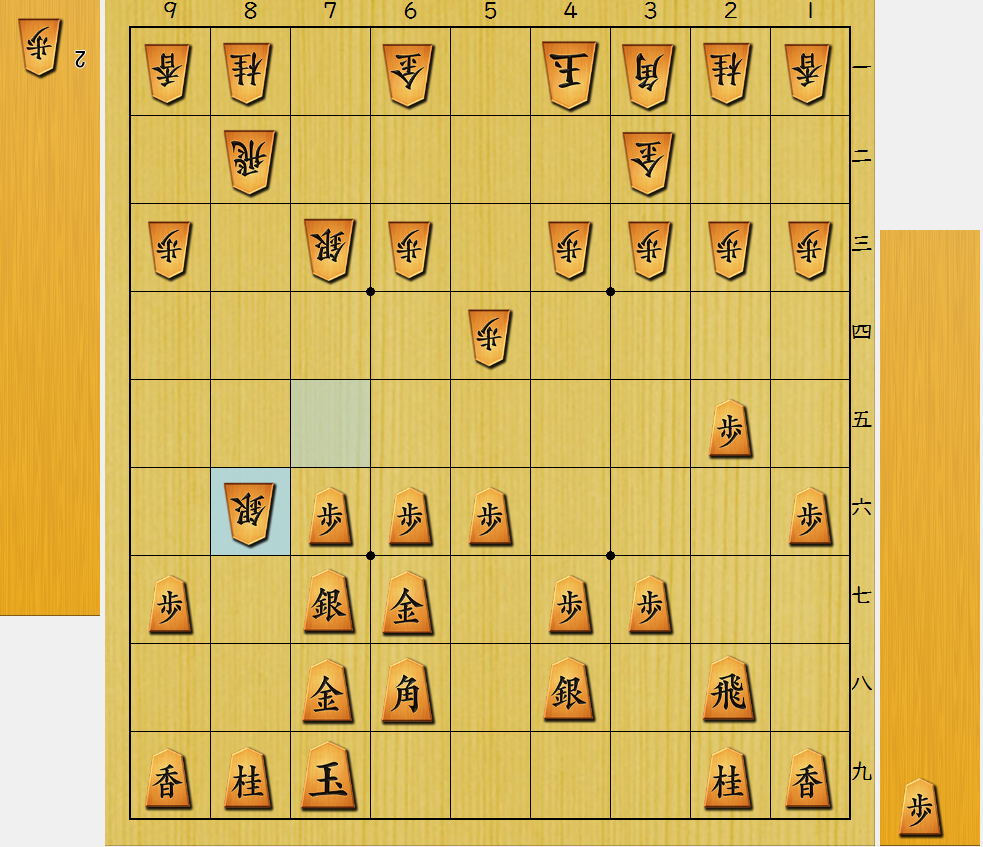 9 8 7 6 5 4 3 2 1
歩 2
香 桂 金 王 角 桂 香 一
飛 金 二
歩 銀 歩 歩 歩 歩 歩 三
歩 四
歩 五
銀 歩 歩 歩 歩 六
歩 銀 金 歩 歩 七
金 角 銀 飛 八
香 桂 玉 桂 香 九
歩